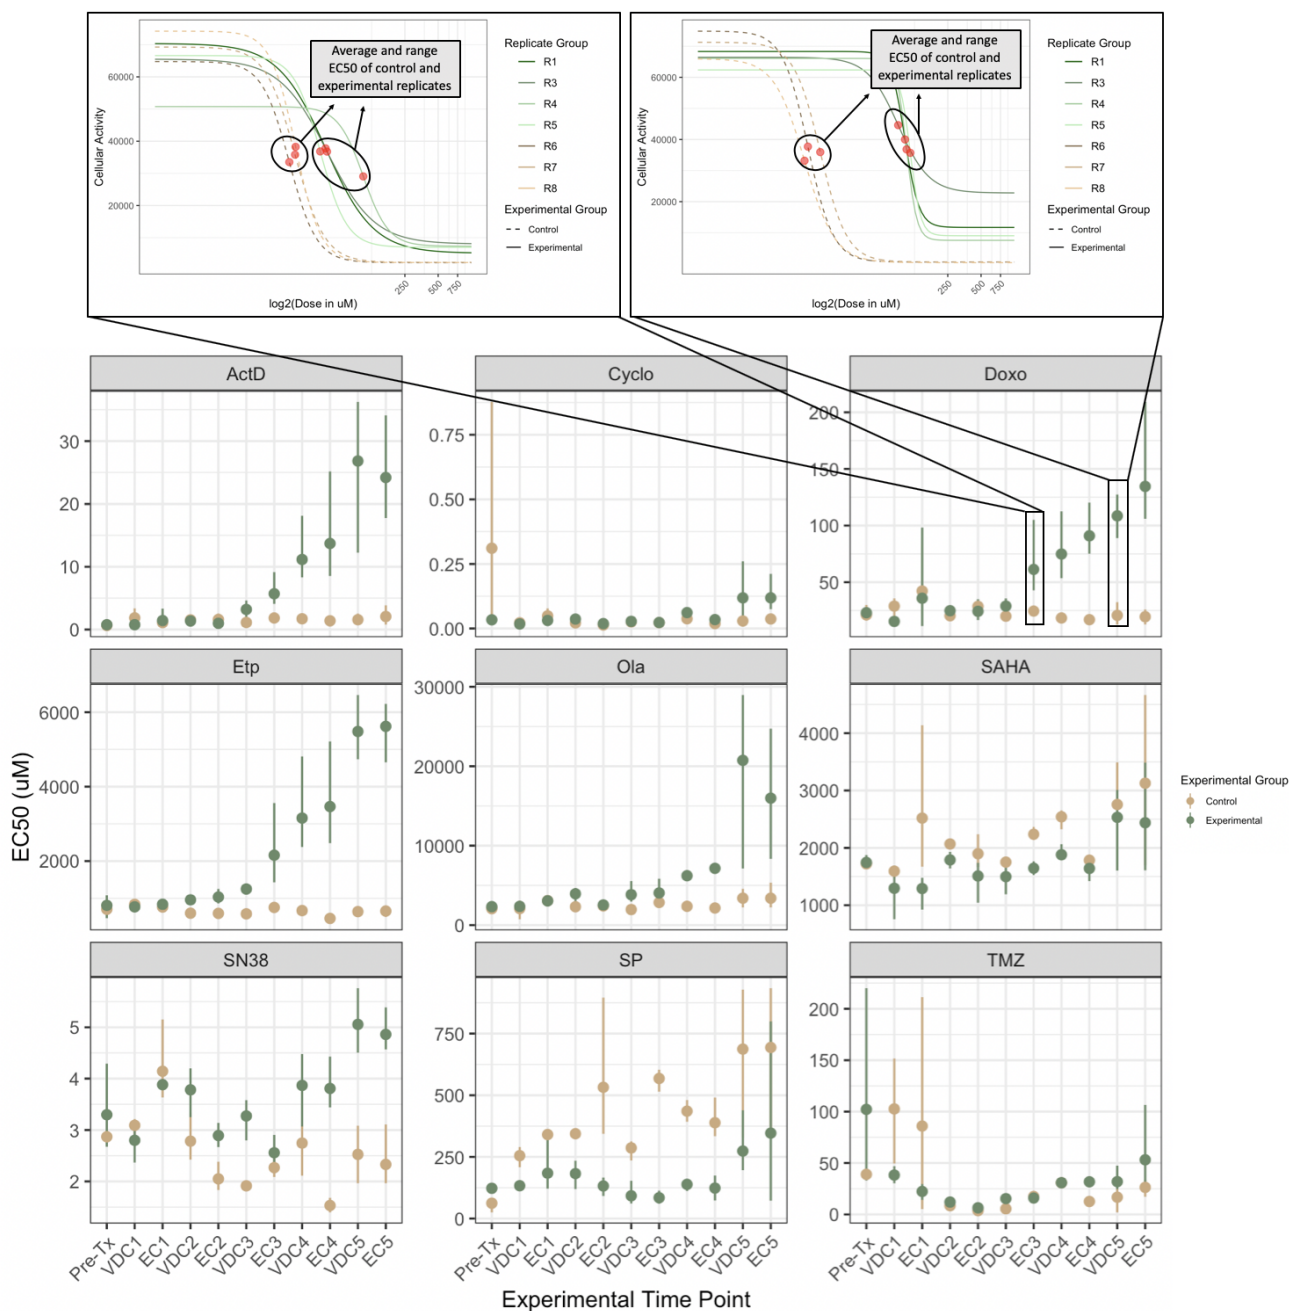 Average and range
EC50 of control and
experimental replicates
Cellular Activity
60000
40000
20000
250
500
750
log2(Dose in uM)
Replicate Group
R1
R3
R4
R5
R6
R7
R8
Experimental Group
Control
Experimental
Average and range
EC50 of control and
experimental replicates
Cellular Activity
60000
40000
20000
250
500
750
log2(Dose in uM)
Replicate Group
R1
R3
R4
R5
R6
R7
R8
Experimental Group
Control
Experimental
ActD
30
20
10
0
Cyclo
0.75
0.50
0.25
0.00
Doxo
200
150
100
50
Etp
6000
4000
2000
Ola
30000
20000
10000
0
SAHA
4000
3000
2000
1000
SN38
5
4
3
2
SP
750
500
250
0
TMZ
200
150
100
50
0
EC50 (uM)
Pre-Tx
VDC1
EC1
VDC2
EC2
VDC3
EC3
VDC4
EC4
VDC5
EC5
Pre-Tx
VDC1
EC1
VDC2
EC2
VDC3
EC3
VDC4
EC4
VDC5
EC5
Pre-Tx
VDC1
EC1
VDC2
EC2
VDC3
EC3
VDC4
EC4
VDC5
EC5
Experimental Time Point
Experimental Group
Control
Experimental